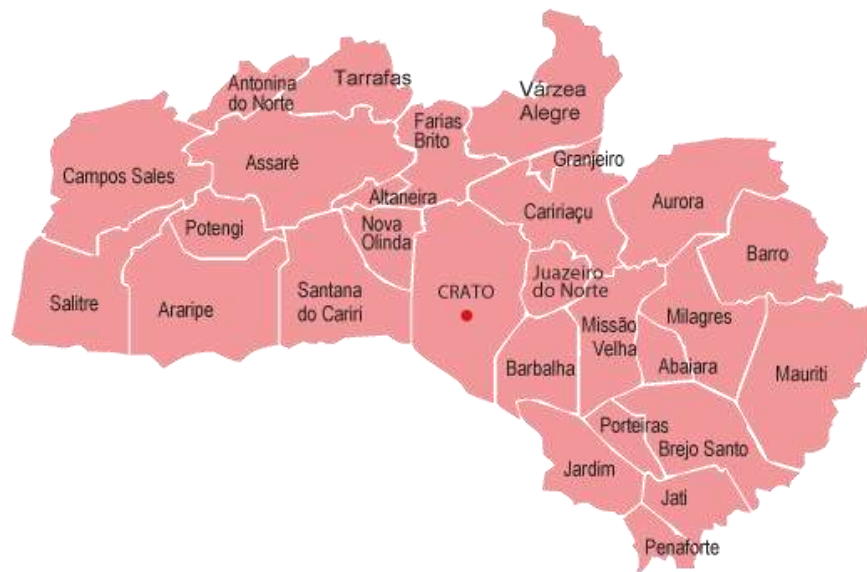 Antonina
do Norte
Tarrafas
Várzea
Alegre
Farias
Brito
Campos Sales
Assaré
Granjeiro
Altaneira
Caririaçu
Aurora
Potengi
Nova
Olinda
Barro
Salitre
Araripe
Santana
do Cariri
CRATO
Juazeiro
do Norte
Missão
Velha
Milagres
Barbalha
Abaiara
Mauriti
Porteiras
Brejo Santo
Jardim
Jati
Penaforte